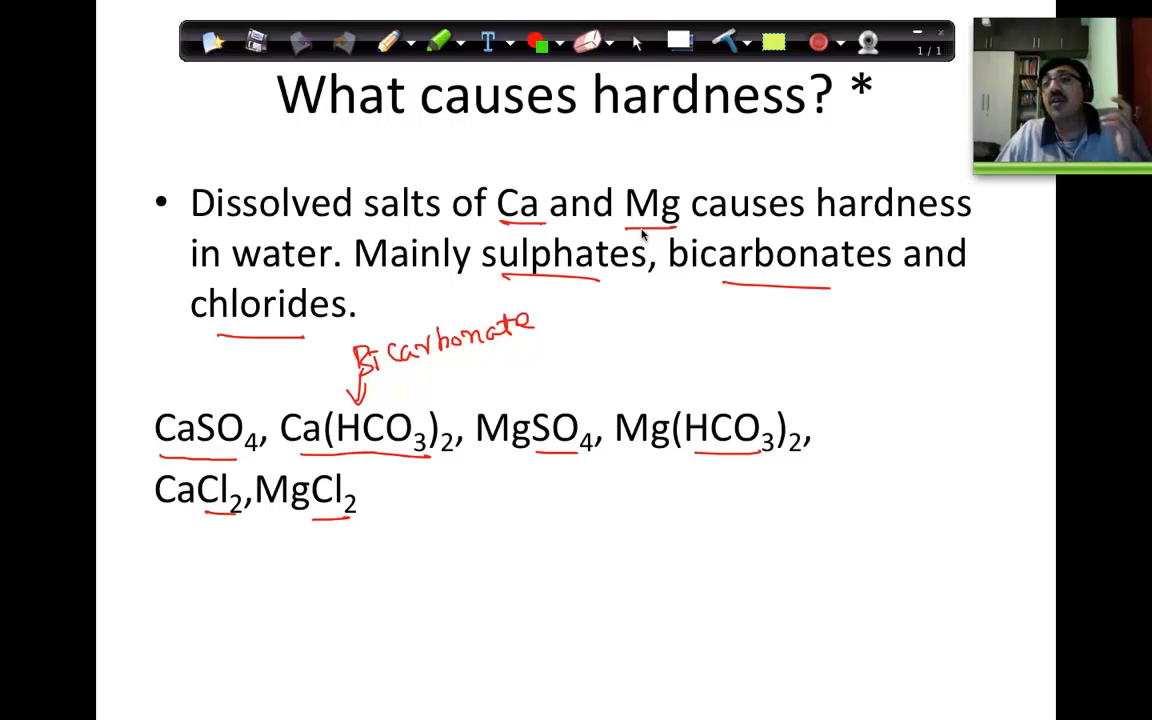 1 / 1
What causes hardness? *
• Dissolved salts of Ca and Mg causes hardness
in water. Mainly sulphates, bicarbonates and
chlorides.
Bicarbonate
CaSO₄, Ca(HCO₃)₂, MgSO₄, Mg(HCO₃)₂,
CaCl₂,MgCl₂